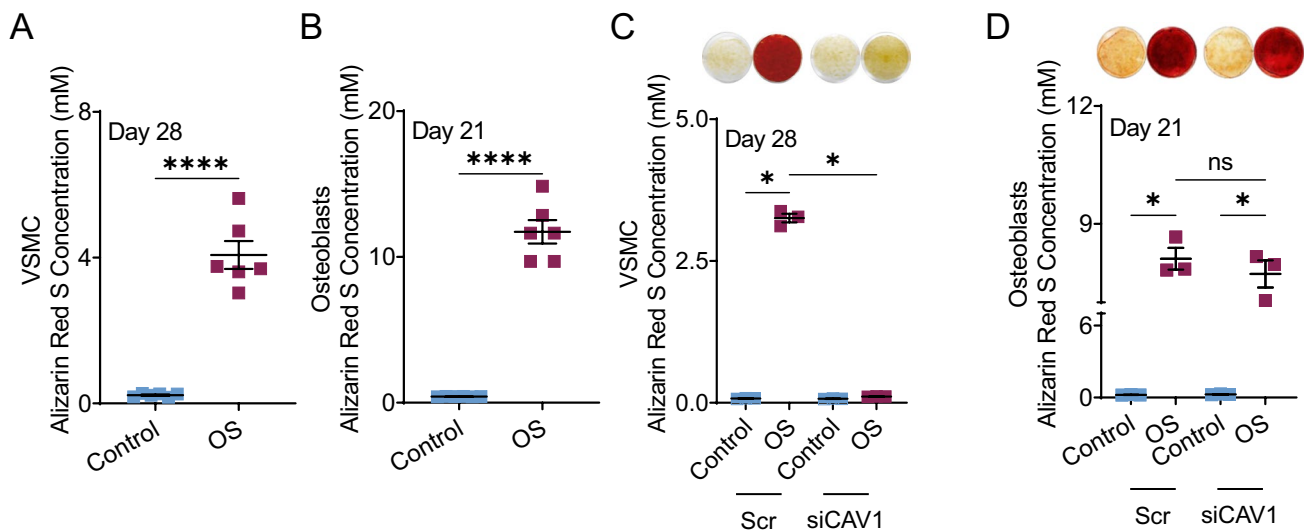 A
VSMC
Alizarin Red S Concentration (mM)
8
4
0
Day 28
****
Control
OS
B
Osteoblasts
Alizarin Red S Concentration (mM)
20
10
0
Day 21
****
Control
OS
C
VSMC
Alizarin Red S Concentration (mM)
5.0
2.5
0.0
Day 28
*
*
Control
OS
Control
OS
Scr
siCAV1
D
Osteoblasts
Alizarin Red S Concentration (mM)
12
9
6
0
Day 21
ns
*
*
Control
OS
Control
OS
Scr
siCAV1